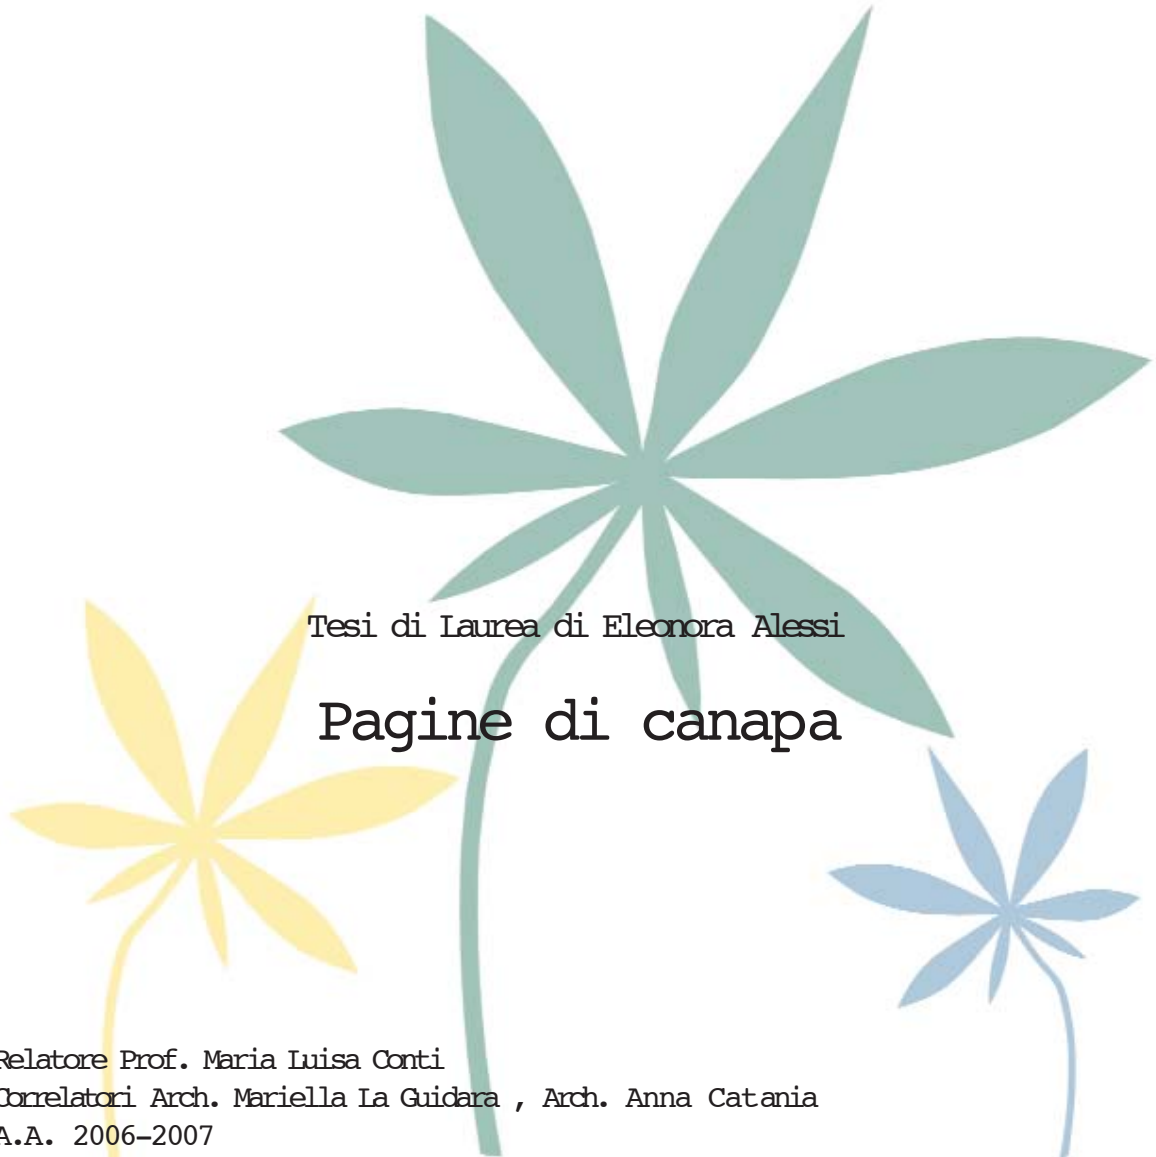 Tesi di Laurea di Eleonora Alessi
Pagine di canapa
Relatore Prof. Maria Luisa Conti
Correlatori Arch. Mariella La Guidara , Arch. Anna Catania
A.A. 2006-2007